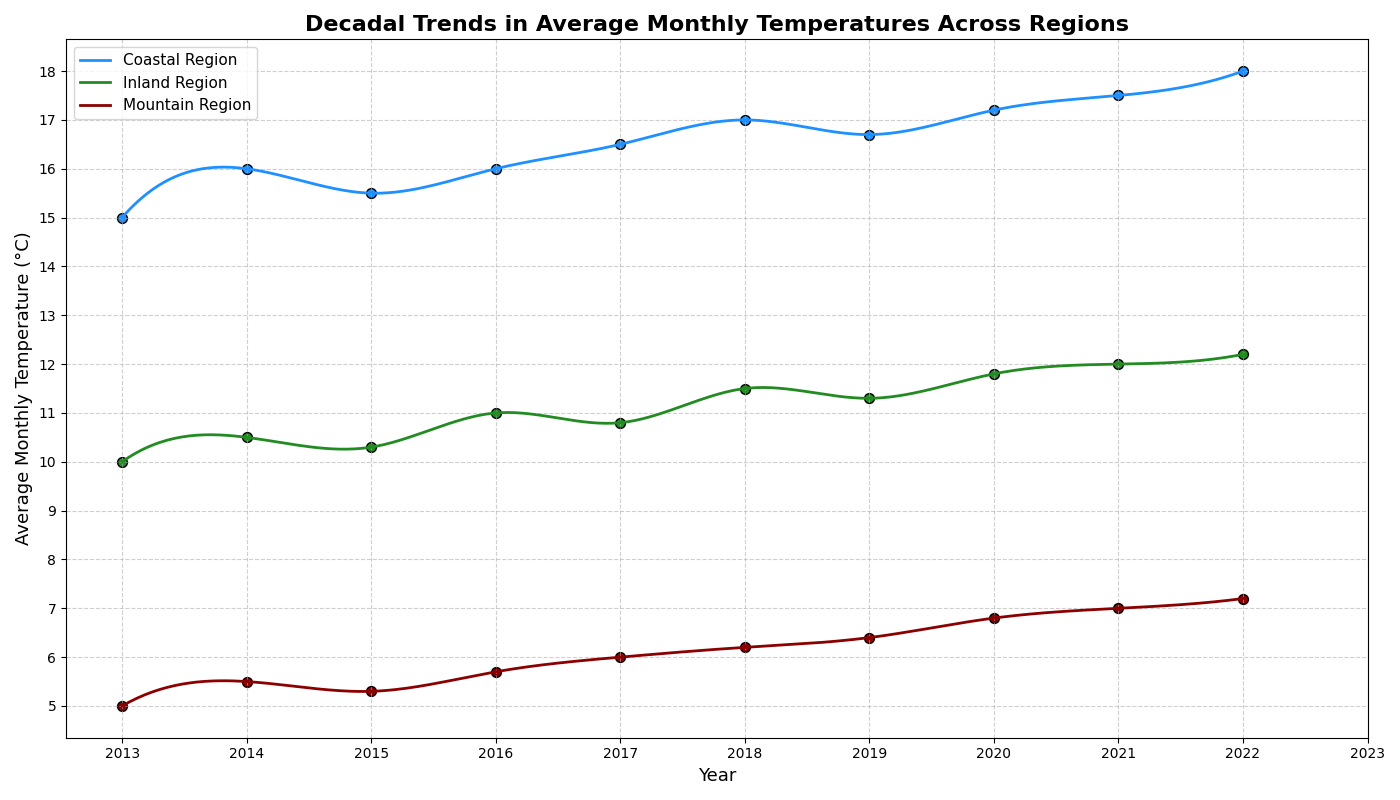 Decadal Trends in Average Monthly Temperatures Across Regions
Coastal Region
Inland Region
Mountain Region
Average Monthly Temperature (°C)
18
17
16
15
14
13
12
11
10
9
8
7
6
5
2013 2014 2015 2016 2017 2018 2019 2020 2021 2022 2023
Year